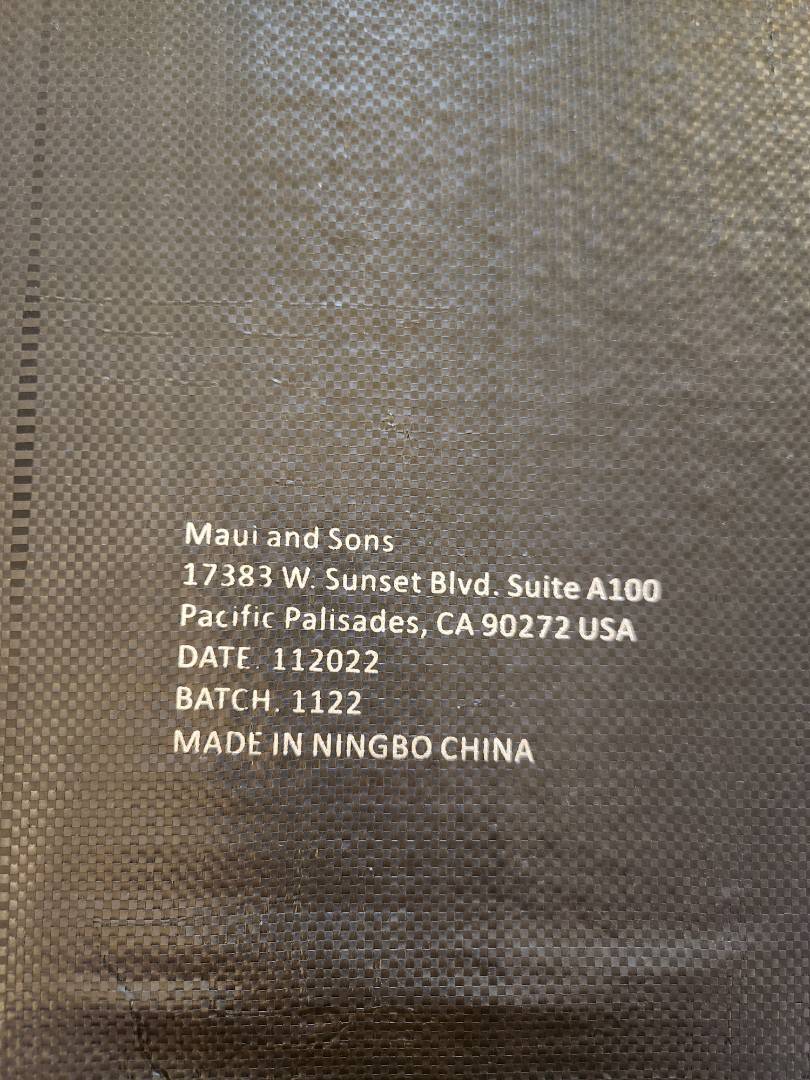 Maui and Sons
17383 W. Sunset Blvd. Suite A100
Pacific Palisades, CA 90272 USA
DATE. 112022
BATCH. 1122
MADE IN NINGBO CHINA